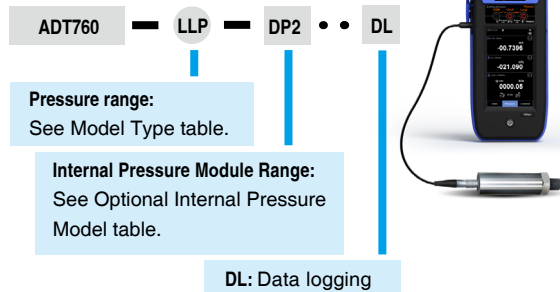 ADT760 — LLP — DP2 • • DL
Pressure range:
See Model Type table.
Internal Pressure Module Range:
See Optional Internal Pressure
Model table.
DL: Data logging
-00.7396
-021.090
0000.05